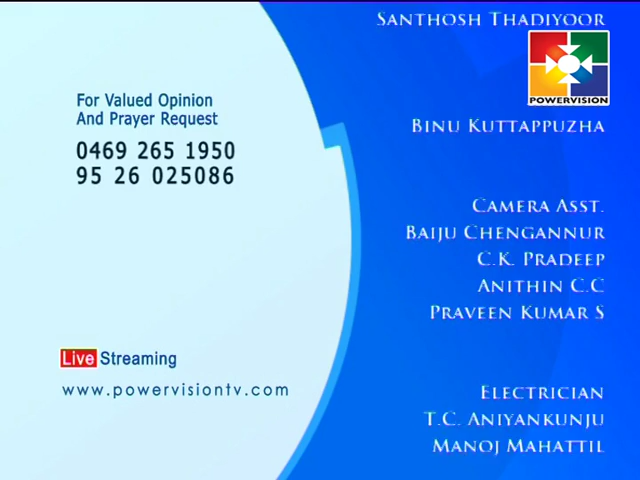 For Valued Opinion
And Prayer Request
0469 265 1950
95 26 025086
Live Streaming
www.powervisiontv.com
SANTHOSH THADIYOOR
POWERVISION
BINU KUTTAPPUZHA
CAMERA ASST.
BAIJU CHENGANNUR
C.K. PRADEEP
ANITHIN C.C
PRAVEEN KUMAR S
ELECTRICIAN
T.C. ANIYANKUNJU
MANOJ MAHATTIL